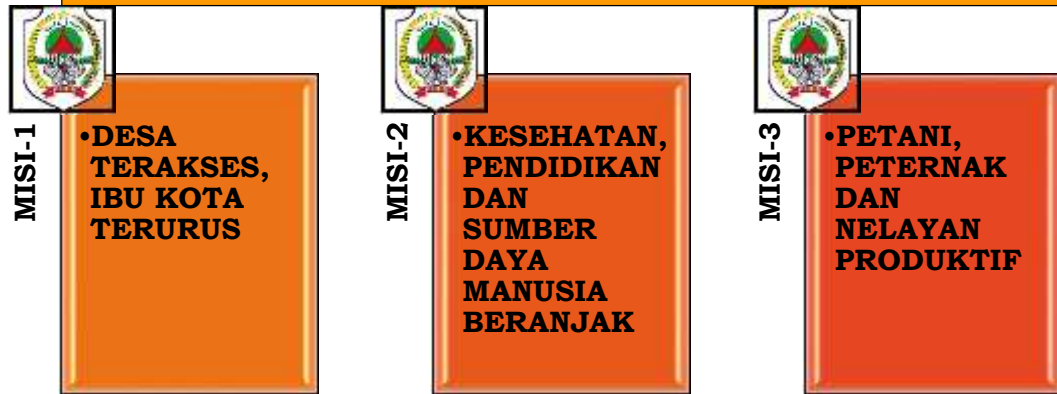 MISI-1
•DESA
TERAKSES,
IBU KOTA
TERURUS
MISI-2
•KESEHATAN,
PENDIDIKAN
DAN
SUMBER
DAYA
MANUSIA
BERANJAK
MISI-3
•PETANI,
PETERNAK
DAN
NELAYAN
PRODUKTIF